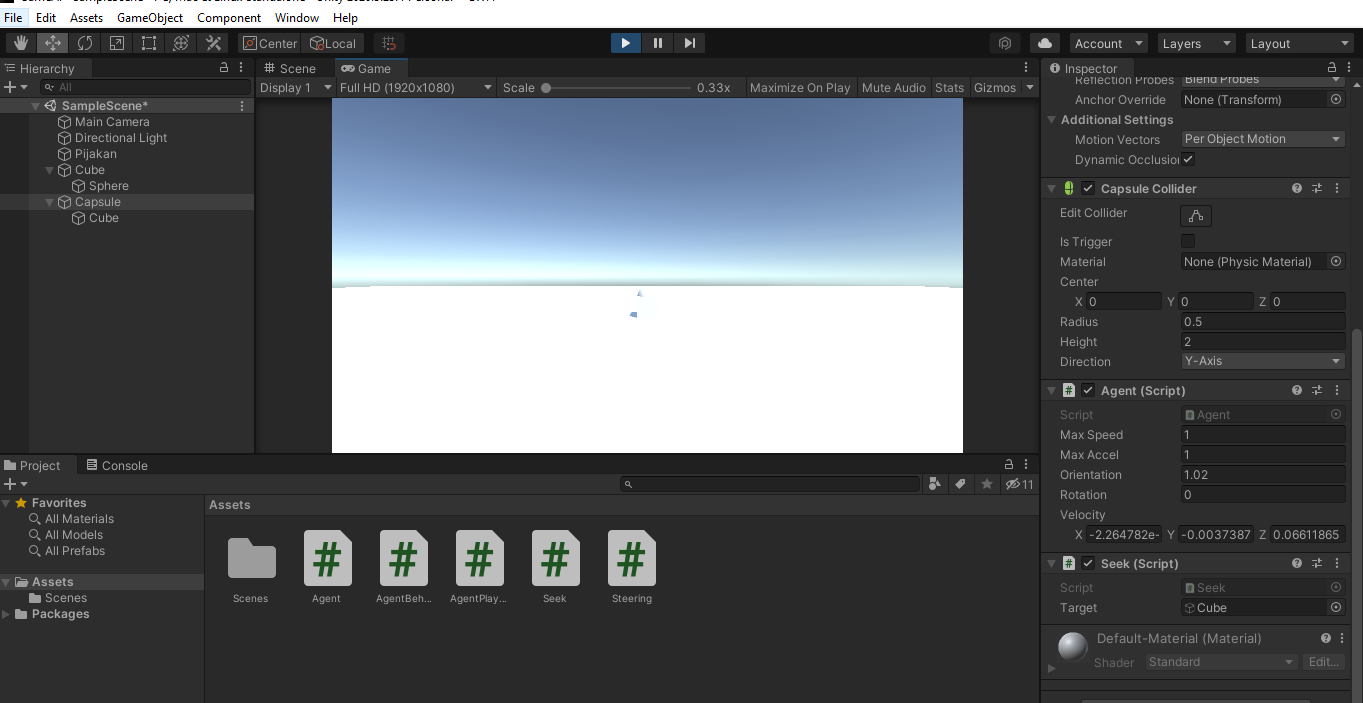 File Edit Assets GameObject Component Window Help
Center Local Account Layers Layout
Hierarchy
All
SampleScene*
Main Camera
Directional Light
Pijakan
Cube
Sphere
Capsule
Cube
Scene Game
Display 1 Full HD (1920x1080) Scale 0.33x Maximize On Play Mute Audio Stats Gizmos
Inspector
Reflection Probes Blend Probes
Anchor Override None (Transform)
Additional Settings
Motion Vectors Per Object Motion
Dynamic Occlusion
Capsule Collider
Edit Collider
Is Trigger
Material None (Physic Material)
Center
X 0 Y 0 Z 0
Radius 0.5
Height 2
Direction Y-Axis
Agent (Script)
Script Agent
Max Speed 1
Max Accel 1
Orientation 1.02
Rotation 0
Velocity
X -2.264782e- Y -0.0037387 Z 0.06611865
Seek (Script)
Script Seek
Target Cube
Default-Material (Material)
Shader Standard Edit...
Project Console
11
Favorites
All Materials
All Models
All Prefabs
Assets
Scenes
Packages
Assets
Scenes Agent AgentBeh... AgentPlay... Seek Steering